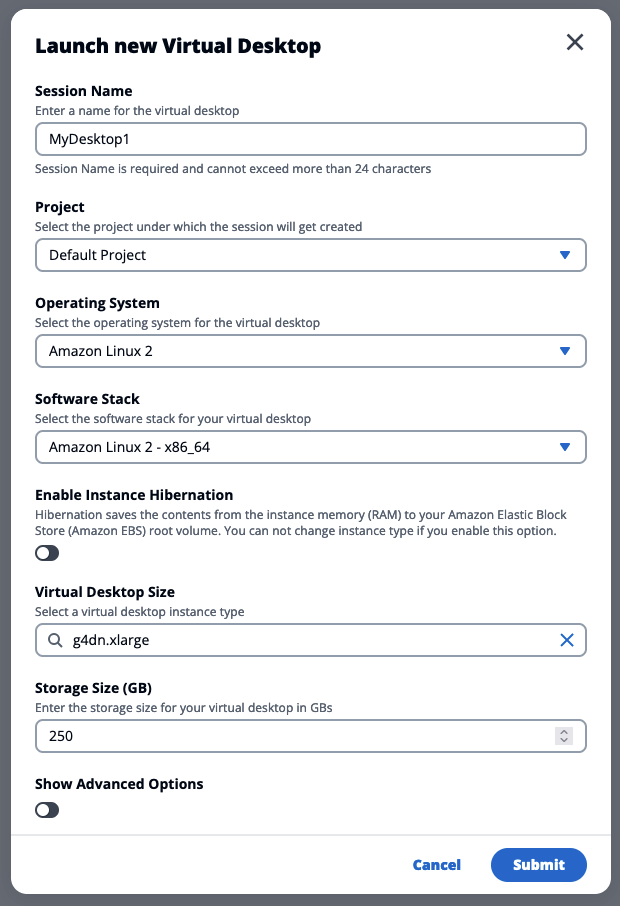 Launch new Virtual Desktop
Session Name
Enter a name for the virtual desktop
MyDesktop1
Session Name is required and cannot exceed more than 24 characters
Project
Select the project under which the session will get created
Default Project
Operating System
Select the operating system for the virtual desktop
Amazon Linux 2
Software Stack
Select the software stack for your virtual desktop
Amazon Linux 2 - x86_64
Enable Instance Hibernation
Hibernation saves the contents from the instance memory (RAM) to your Amazon Elastic Block
Store (Amazon EBS) root volume. You can not change instance type if you enable this option.
Virtual Desktop Size
Select a virtual desktop instance type
g4dn.xlarge
Storage Size (GB)
Enter the storage size for your virtual desktop in GBs
250
Show Advanced Options
Cancel
Submit